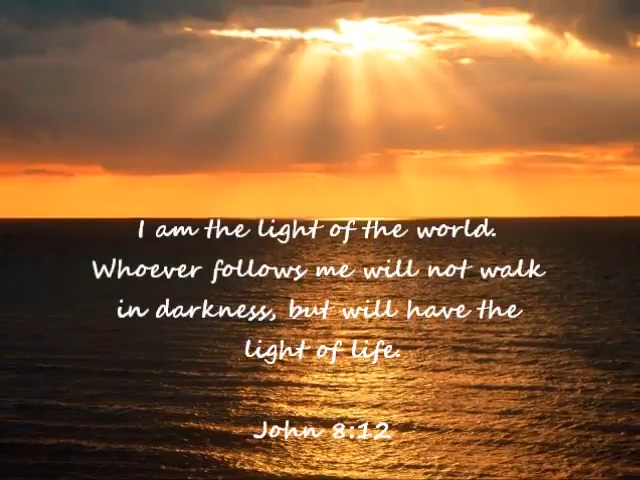 I am the light of the world.
Whoever follows me will not walk
in darkness, but will have the
light of life.
John 8:12